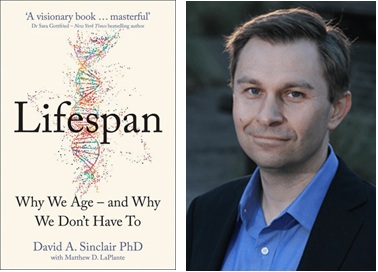 ‘A visionary book ... masterful’
Dr Sara Gottfried – New York Times bestselling author
Lifespan
Why We Age – and Why
We Don’t Have To
David A. Sinclair PhD
with Matthew D. LaPlante